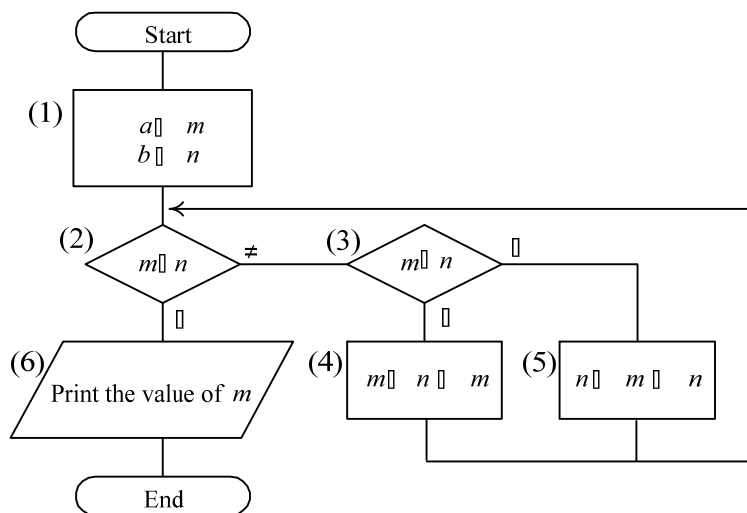 Start
(1)
a▯ m
b▯ n
(2)
m▯ n
≠
(3)
m▯ n
▯
▯
▯
(6)
Print the value of m
(4)
m▯ n▯ m
(5)
n▯ m▯ n
End